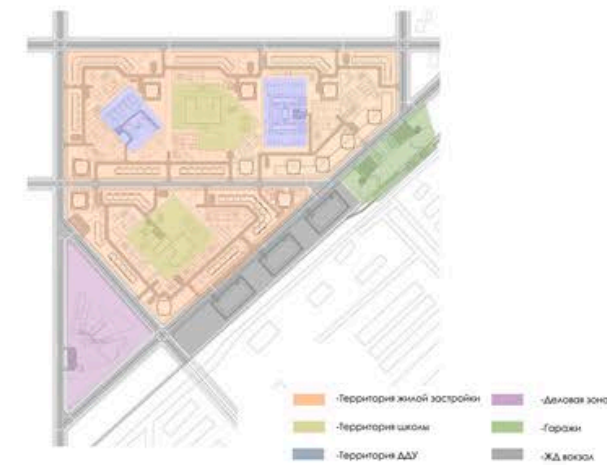 -Территория жилой застройки
-Деловая зона
-Территория школы
-Гаражи
-Территория ДДУ
-ЖД вокзал